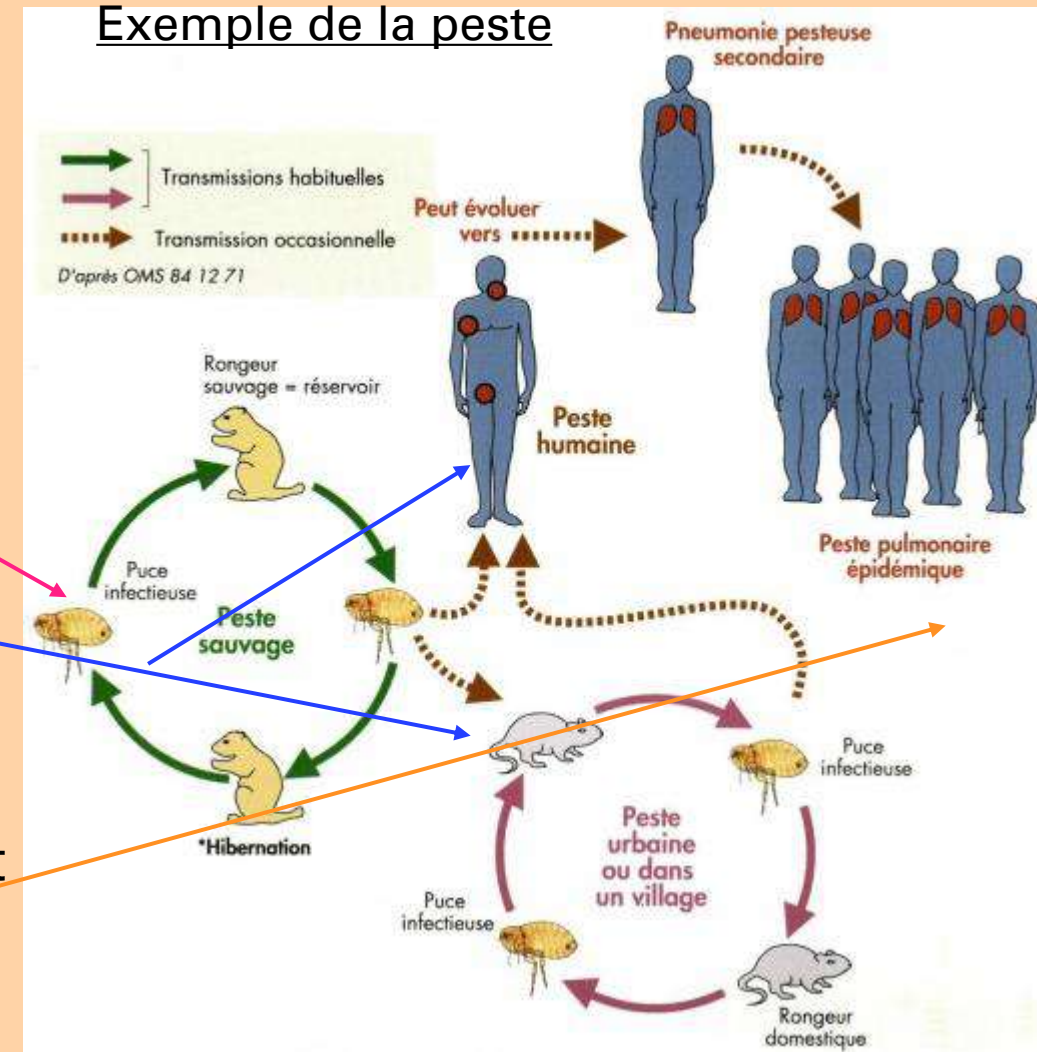 Exemple de la peste
Pneumonie pesteuse
secondaire
Transmissions habituelles
Transmission occasionnelle
D'après OMS 84 12 71
Peut évoluer
vers
Rongeur
sauvage = réservoir
Peste
humaine
Peste pulmonaire
épidémique
Puce
infectieuse
Peste
sauvage
*Hibernation
Puce
infectieuse
Peste
urbaine
ou dans
un village
Puce
infectieuse
Rongeur
domestique